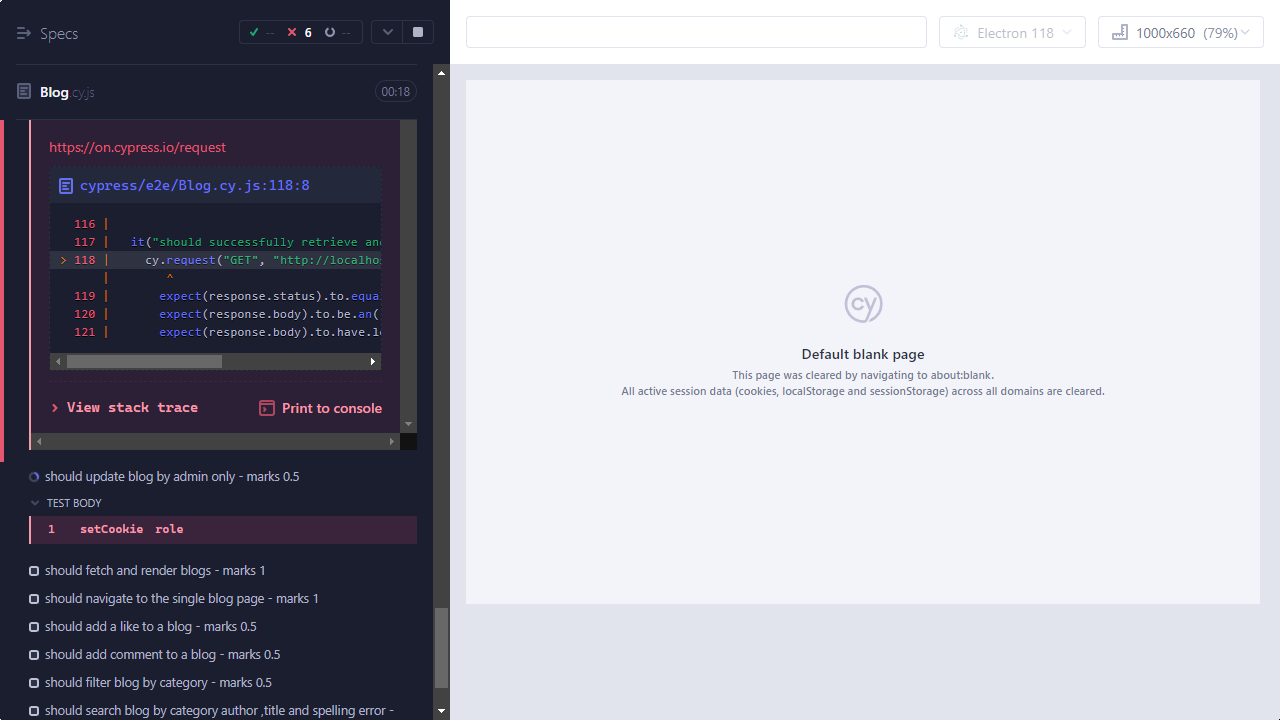 Specs
-- 6 --
Electron 118
1000x660 (79%)
Blog.cy.js
00:18
https://on.cypress.io/request
cypress/e2e/Blog.cy.js:118:8
116 |
117 | it("should successfully retrieve and
> 118 | cy.request("GET", "http://localhos
| ^
119 | expect(response.status).to.equal
120 | expect(response.body).to.be.an(
121 | expect(response.body).to.have.le
> View stack trace
Print to console
should update blog by admin only - marks 0.5
TEST BODY
1 setCookie role
should fetch and render blogs - marks 1
should navigate to the single blog page - marks 1
should add a like to a blog - marks 0.5
should add comment to a blog - marks 0.5
should filter blog by category - marks 0.5
should search blog by category author ,title and spelling error -
cy
Default blank page
This page was cleared by navigating to about:blank.
All active session data (cookies, localStorage and sessionStorage) across all domains are cleared.